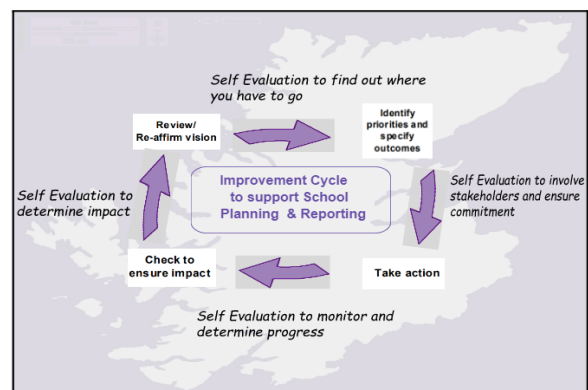 Self Evaluation to find out where
you have to go
Review/
Re-affirm vision
Identify
priorities and
specify
outcomes
Improvement Cycle
to support School
Planning & Reporting
Self Evaluation to
determine impact
Self Evaluation to involve
stakeholders and ensure
commitment
Check to
ensure impact
Take action
Self Evaluation to monitor and
determine progress